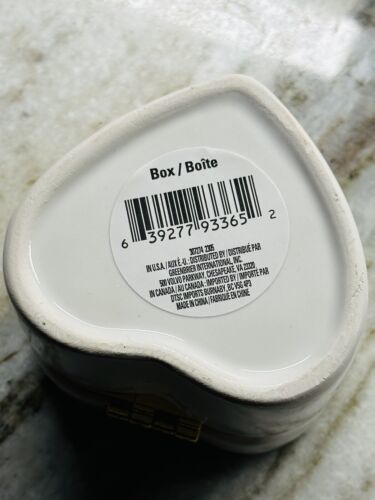 Box / Boîte
6 39277 93365 2
307274 2305
IN U.S.A. / AUX É.-U.: DISTRIBUTED BY / DISTRIBUÉ PAR
GREENBRIER INTERNATIONAL, INC.
500 VOLVO PARKWAY, CHESAPEAKE, VA 23320
IN CANADA / AU CANADA: IMPORTED BY / IMPORTÉ PAR
DTSC IMPORTS BURNABY, BC V5G 4P3
MADE IN CHINA / FABRIQUÉ EN CHINE